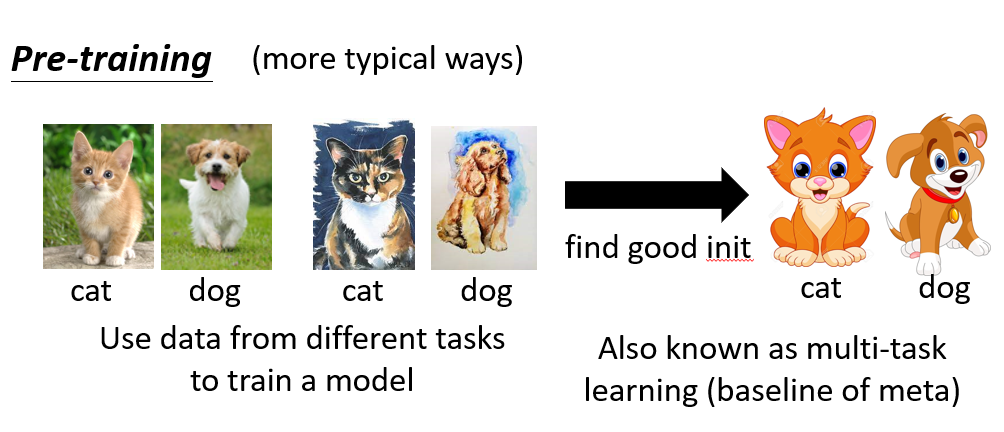 Pre-training (more typical ways)
cat dog cat dog
find good init
cat dog
Use data from different tasks
to train a model
Also known as multi-task
learning (baseline of meta)